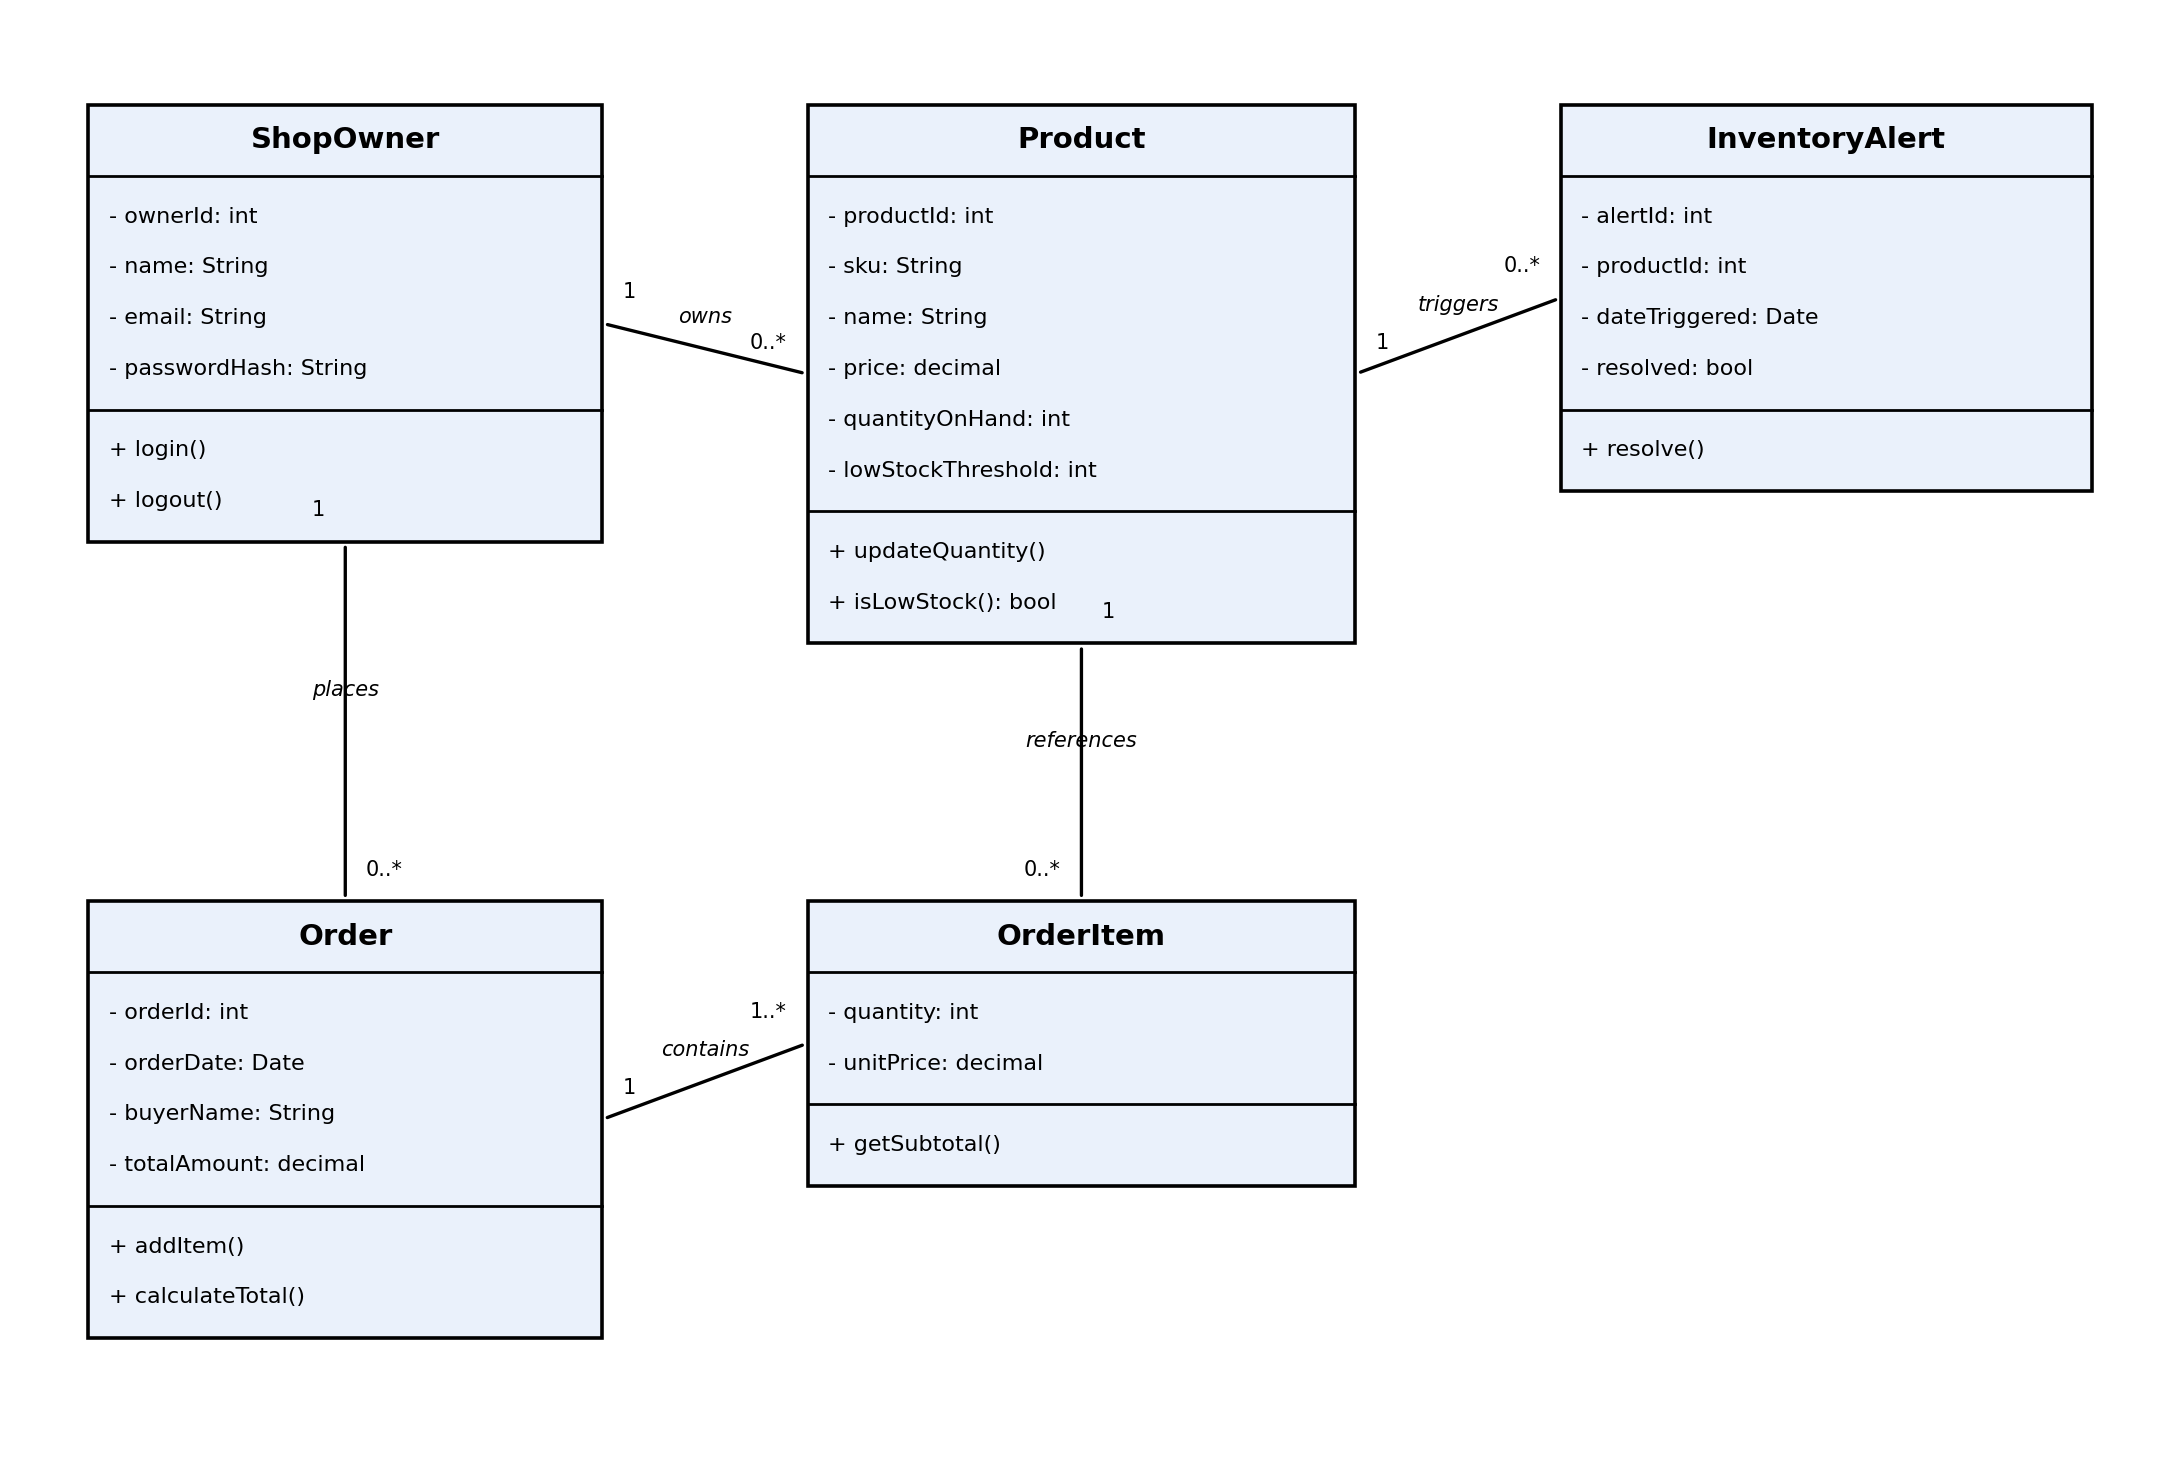 ShopOwner
- ownerId: int
- name: String
- email: String
- passwordHash: String
+ login()
+ logout()
1
owns
0..*
Product
- productId: int
- sku: String
- name: String
- price: decimal
- quantityOnHand: int
- lowStockThreshold: int
+ updateQuantity()
+ isLowStock(): bool
1
triggers
0..*
InventoryAlert
- alertId: int
- productId: int
- dateTriggered: Date
- resolved: bool
+ resolve()
1
places
0..*
1
references
0..*
Order
- orderId: int
- orderDate: Date
- buyerName: String
- totalAmount: decimal
+ addItem()
+ calculateTotal()
1
contains
1..*
OrderItem
- quantity: int
- unitPrice: decimal
+ getSubtotal()